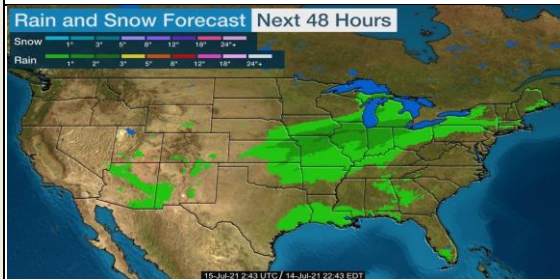 Rain and Snow Forecast Next 48 Hours
Snow
1" 3" 5" 8" 12" 18" 24"+
Rain
1" 2" 3" 5" 8" 12" 18" 24"+
15-Jul-21 2:43 UTC / 14-Jul-21 22:43 EDT